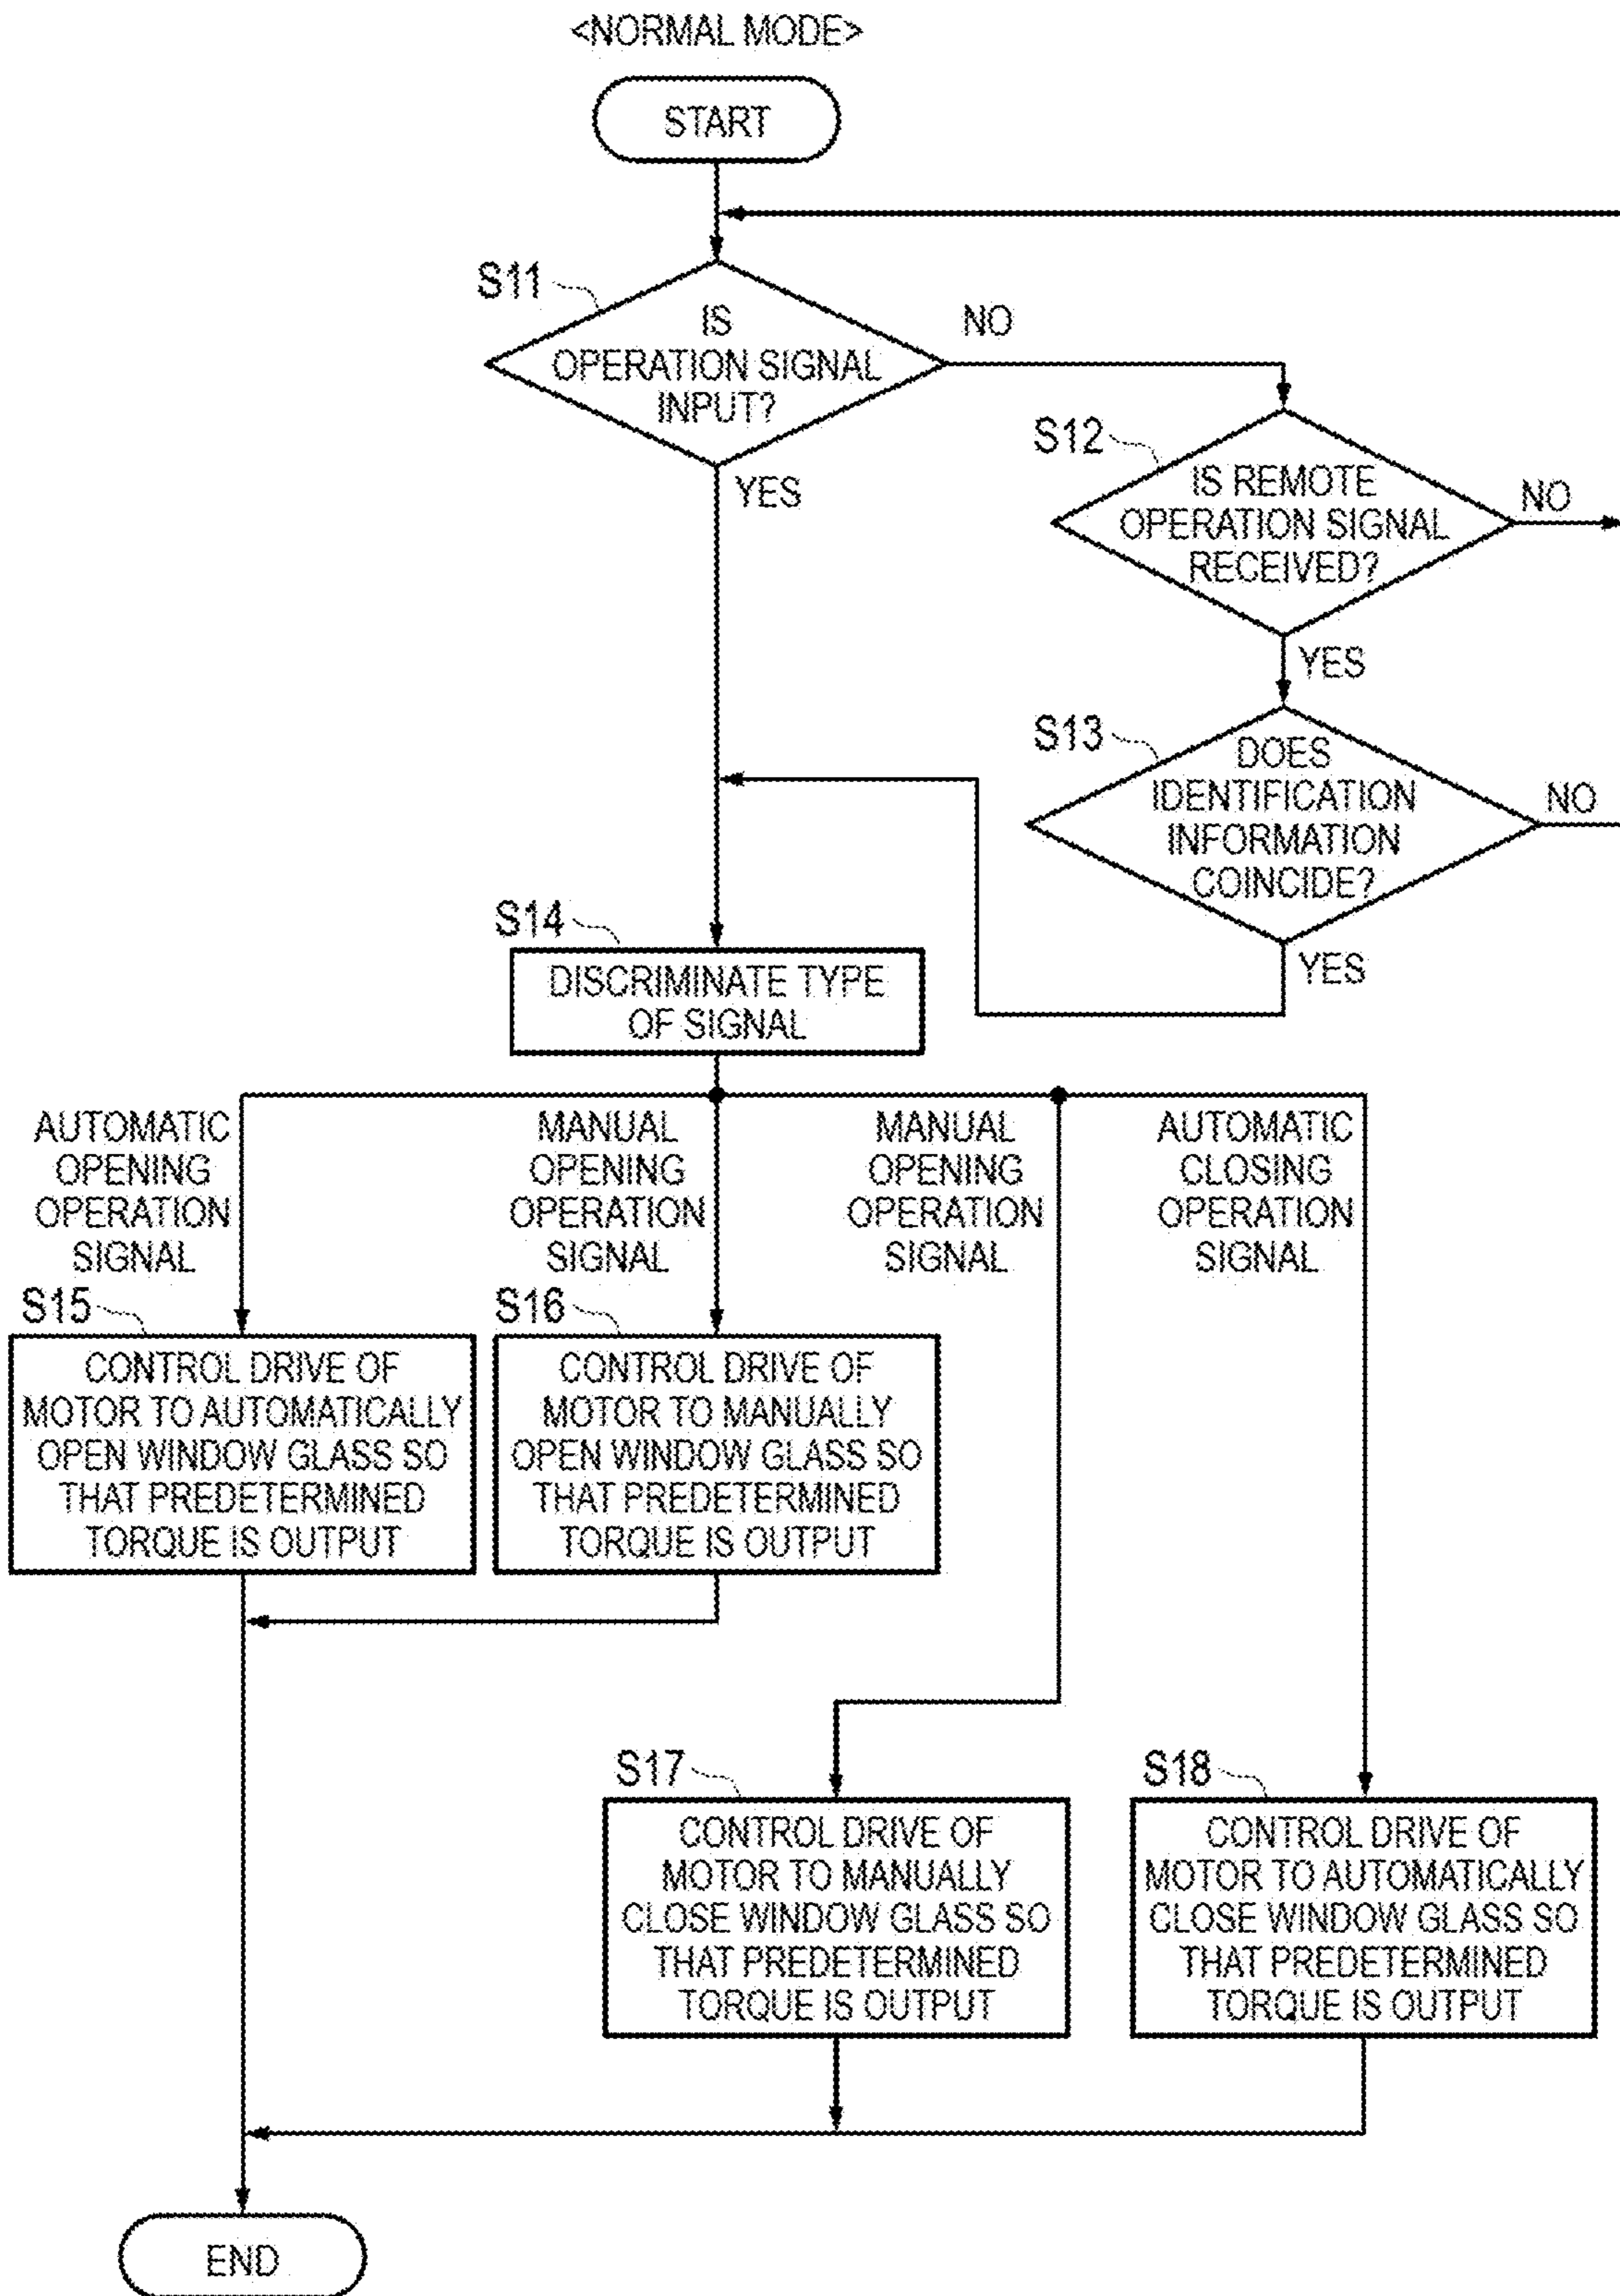 <NORMAL MODE>
START
S11
IS
OPERATION SIGNAL
INPUT?
NO
YES
S12
IS REMOTE
OPERATION SIGNAL
RECEIVED?
NO
YES
S13
DOES
IDENTIFICATION
INFORMATION
COINCIDE?
NO
YES
S14
DISCRIMINATE TYPE
OF SIGNAL
AUTOMATIC
OPENING
OPERATION
SIGNAL
MANUAL
OPENING
OPERATION
SIGNAL
MANUAL
OPENING
OPERATION
SIGNAL
AUTOMATIC
CLOSING
OPERATION
SIGNAL
S15
CONTROL DRIVE OF
MOTOR TO AUTOMATICALLY
OPEN WINDOW GLASS SO
THAT PREDETERMINED
TORQUE IS OUTPUT
S16
CONTROL DRIVE OF
MOTOR TO MANUALLY
OPEN WINDOW GLASS SO
THAT PREDETERMINED
TORQUE IS OUTPUT
S17
CONTROL DRIVE OF
MOTOR TO MANUALLY
CLOSE WINDOW GLASS SO
THAT PREDETERMINED
TORQUE IS OUTPUT
S18
CONTROL DRIVE OF
MOTOR TO AUTOMATICALLY
CLOSE WINDOW GLASS SO
THAT PREDETERMINED
TORQUE IS OUTPUT
END